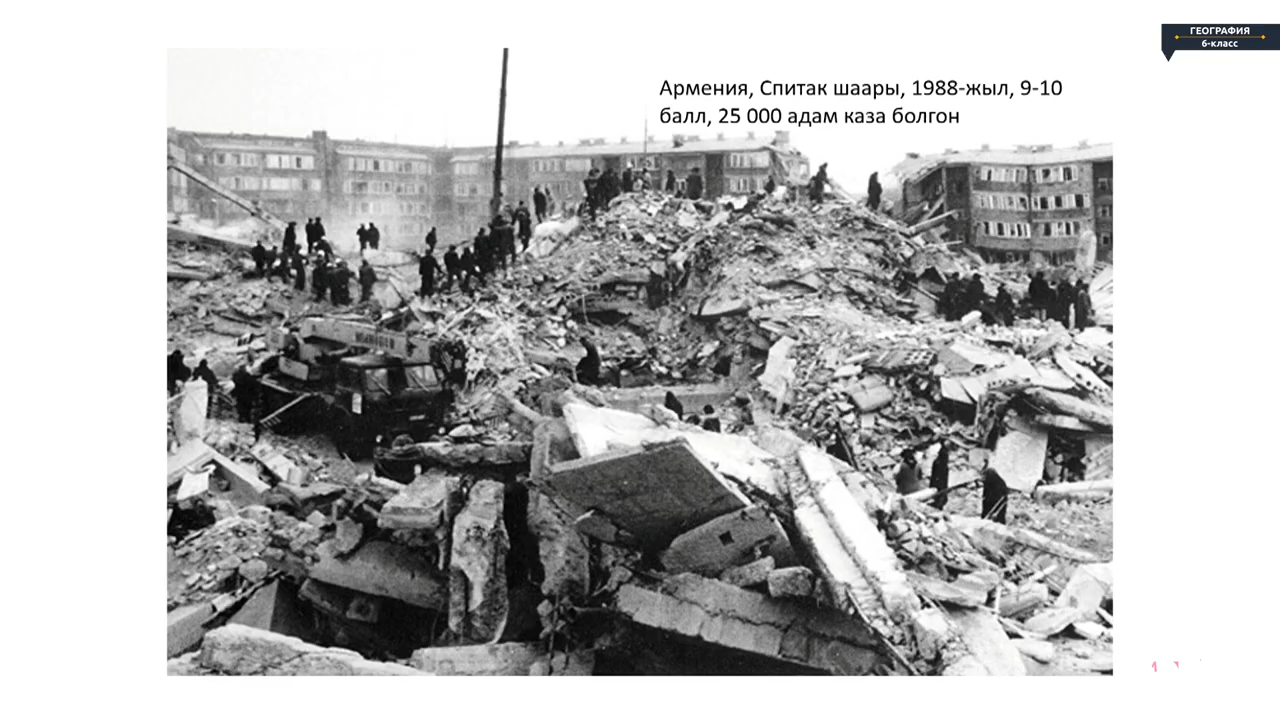 ГЕОГРАФИЯ
6-класс
Армения, Спитак шаары, 1988-жыл, 9-10
балл, 25 000 адам каза болгон